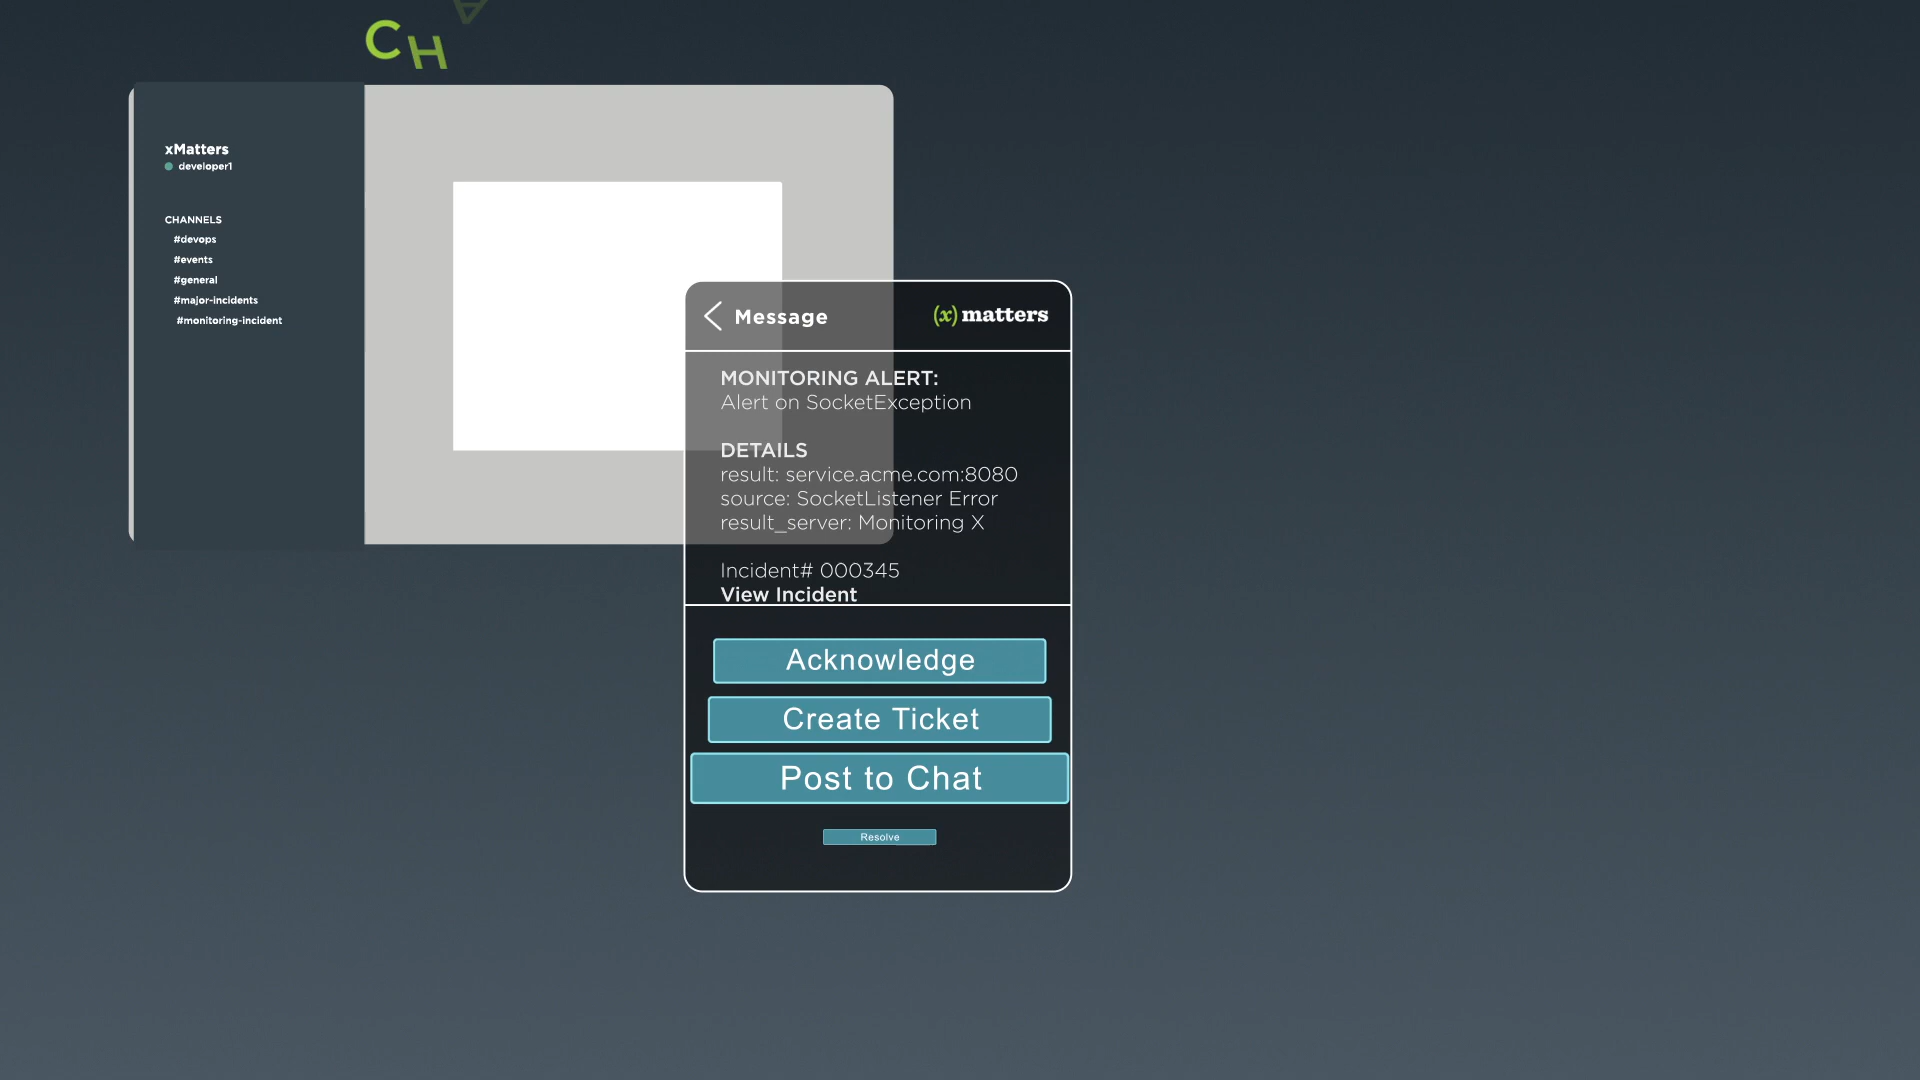 CHA
xMatters
developer1
CHANNELS
#devops
#events
#general
#major-incidents
#monitoring-incident
Message
(x) matters
MONITORING ALERT:
Alert on SocketException
DETAILS
result: service.acme.com:8080
source: SocketListener Error
result_server: Monitoring X
Incident# 000345
View Incident
Acknowledge
Create Ticket
Post to Chat
Resolve